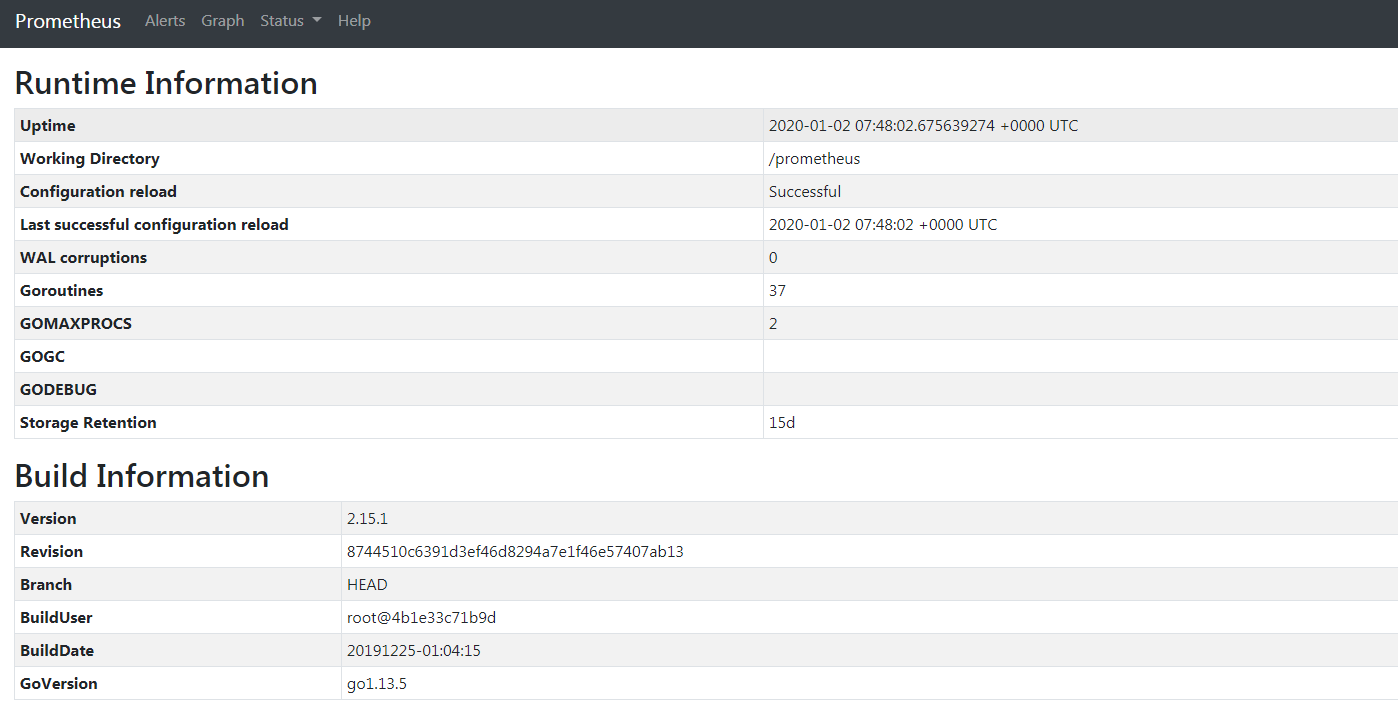 Prometheus Alerts Graph Status Help
Runtime Information
Uptime 2020-01-02 07:48:02.675639274 +0000 UTC
Working Directory /prometheus
Configuration reload Successful
Last successful configuration reload 2020-01-02 07:48:02 +0000 UTC
WAL corruptions 0
Goroutines 37
GOMAXPROCS 2
GOGC
GODEBUG
Storage Retention 15d
Build Information
Version 2.15.1
Revision 8744510c6391d3ef46d8294a7e1f46e57407ab13
Branch HEAD
BuildUser root@4b1e33c71b9d
BuildDate 20191225-01:04:15
GoVersion go1.13.5